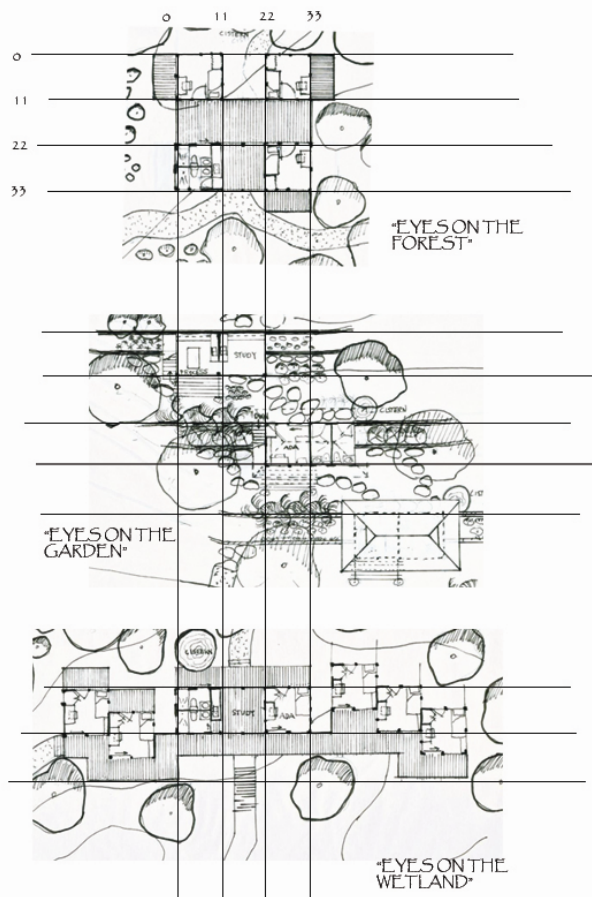 0 11 22 33
CISTERN
0
11
22
33
"EYES ON THE
FOREST"
STUDY
CISTERN
ADA
"EYES ON THE
GARDEN"
CISTERN
STUDY
ADA
"EYES ON THE
WETLAND"